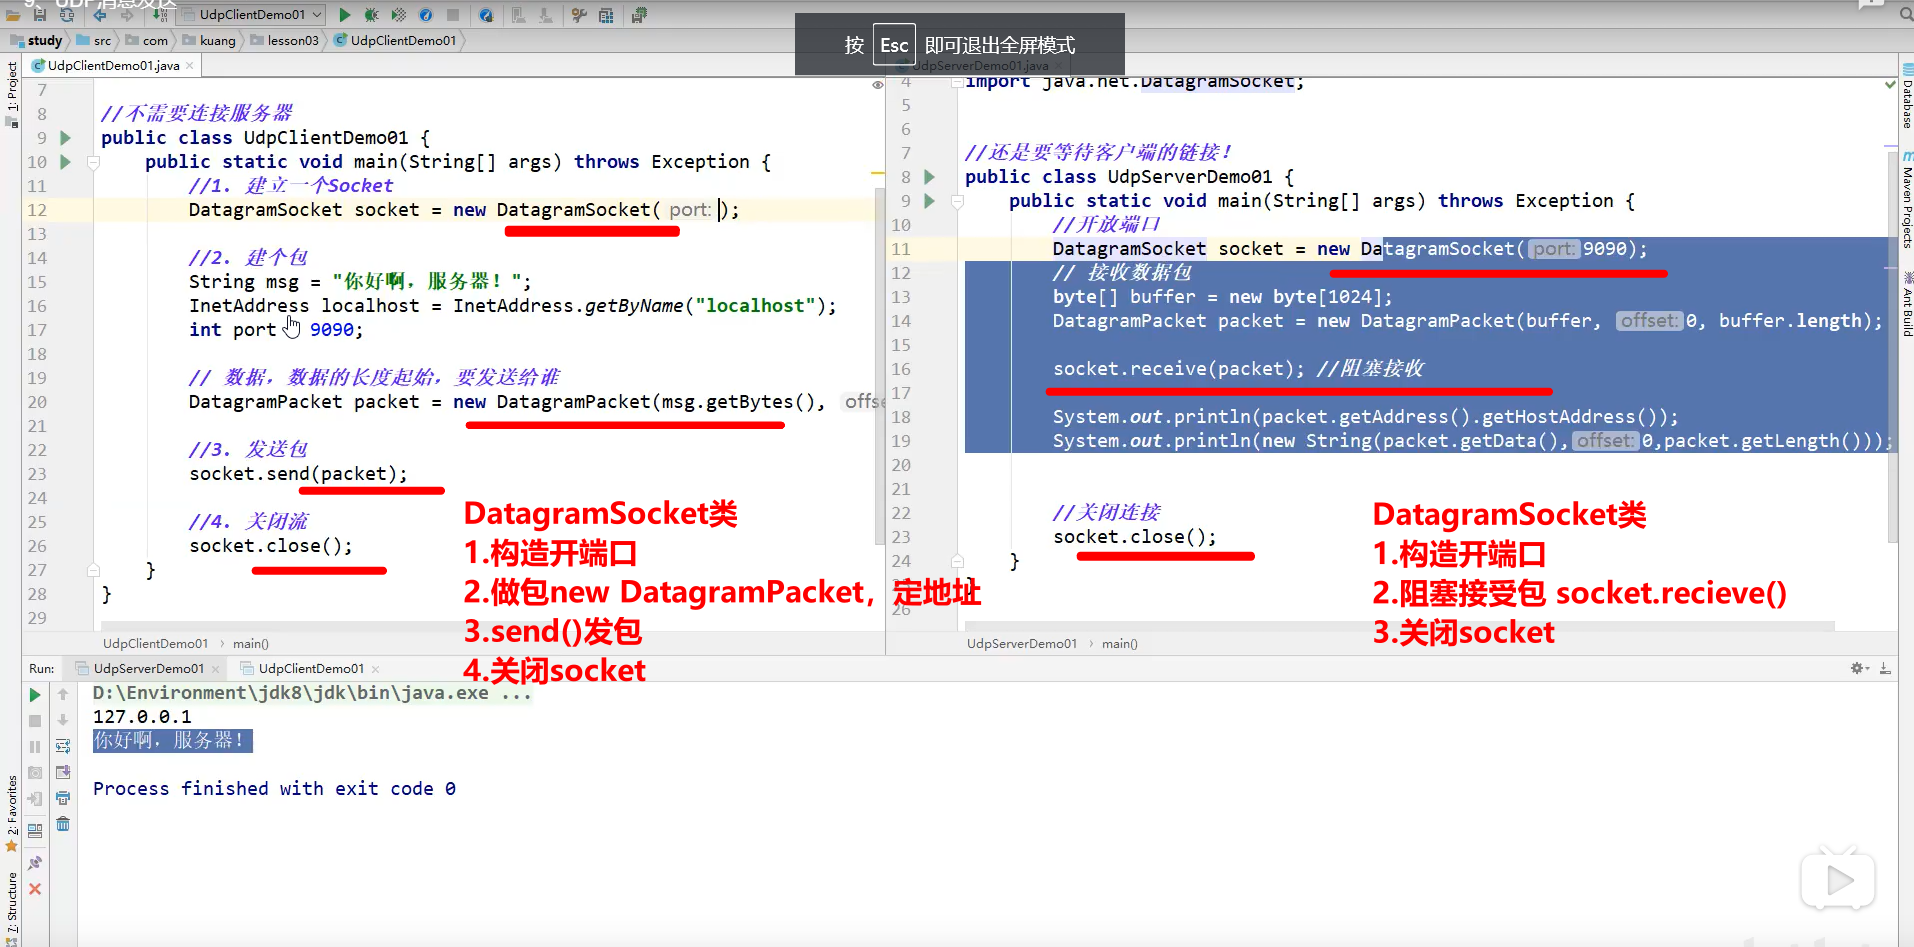 9、UDP消息发送
UdpClientDemo01
study src com kuang lesson03 UdpClientDemo01
按 Esc 即可退出全屏模式
UdpClientDemo01.java
UdpServerDemo01.java
1: Project
7
8 //不需要连接服务器
9 public class UdpClientDemo01 {
10 public static void main(String[] args) throws Exception {
11 //1. 建立一个Socket
12 DatagramSocket socket = new DatagramSocket( port: );
13
14 //2. 建个包
15 String msg = "你好啊，服务器！";
16 InetAddress localhost = InetAddress.getByName("localhost");
17 int port 9090;
18
19 // 数据，数据的长度起始，要发送给谁
20 DatagramPacket packet = new DatagramPacket(msg.getBytes(), offse
21
22 //3. 发送包
23 socket.send(packet);
24
25 //4. 关闭流
26 socket.close();
27 }
28 }
29
DatagramSocket类
1.构造开端口
2.做包new DatagramPacket，定地址
3.send()发包
4.关闭socket
UdpClientDemo01 › main()
4 import java.net.DatagramSocket;
5
6
7 //还是要等待客户端的链接！
8 public class UdpServerDemo01 {
9 public static void main(String[] args) throws Exception {
10 //开放端口
11 DatagramSocket socket = new DatagramSocket( port: 9090);
12 // 接收数据包
13 byte[] buffer = new byte[1024];
14 DatagramPacket packet = new DatagramPacket(buffer, offset: 0, buffer.length);
15
16 socket.receive(packet); //阻塞接收
17
18 System.out.println(packet.getAddress().getHostAddress());
19 System.out.println(new String(packet.getData(), offset: 0,packet.getLength()));
20
21
22 //关闭连接
23 socket.close();
24 }
}
26
DatagramSocket类
1.构造开端口
2.阻塞接受包 socket.recieve()
3.关闭socket
UdpServerDemo01 › main()
Database
Maven Projects
Ant Build
Run: UdpServerDemo01 UdpClientDemo01
D:\Environment\jdk8\jdk\bin\java.exe ...
127.0.0.1
你好啊，服务器！
Process finished with exit code 0
2: Favorites
7: Structure